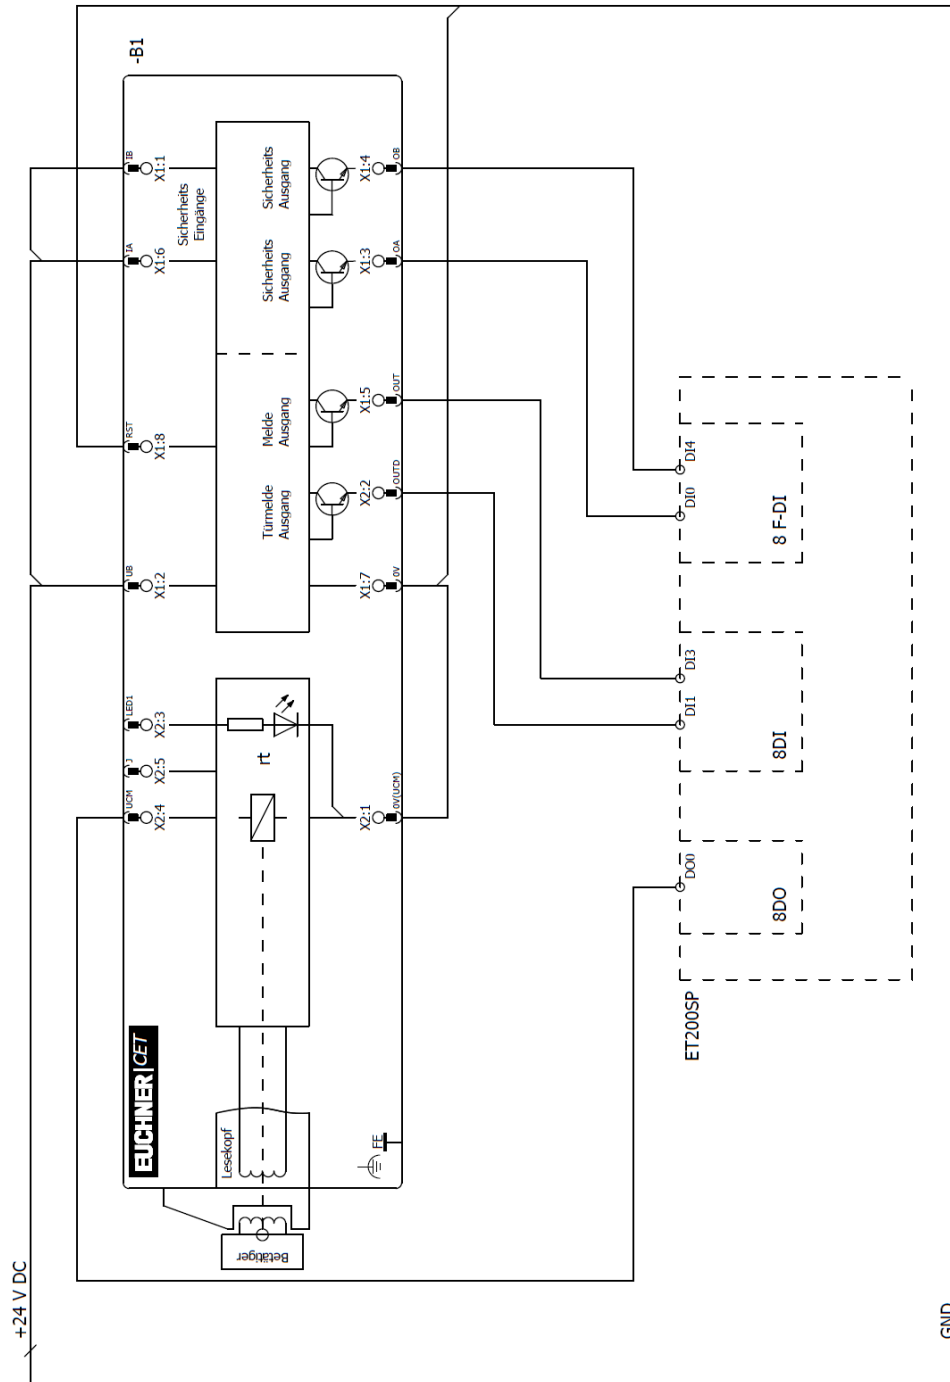 -B1
IB
X1:1
Sicherheits
Eingänge
IA
X1:6
RST
X1:8
UB
X1:2
LED1
X2:3
J
X2:5
UCM
X2:4
Sicherheits
Ausgang
X1:4
OB
Sicherheits
Ausgang
X1:3
OA
Melde
Ausgang
X1:5
OUT
Türmelde
Ausgang
X2:2
OUTD
X1:7
0V
rt
X2:1
0V(UCM)
EUCHNER CET
Lesekopf
FE
Betätiger
DI4
DI0
8 F-DI
DI3
DI1
8DI
DO0
8DO
ET200SP
+24 V DC
GND